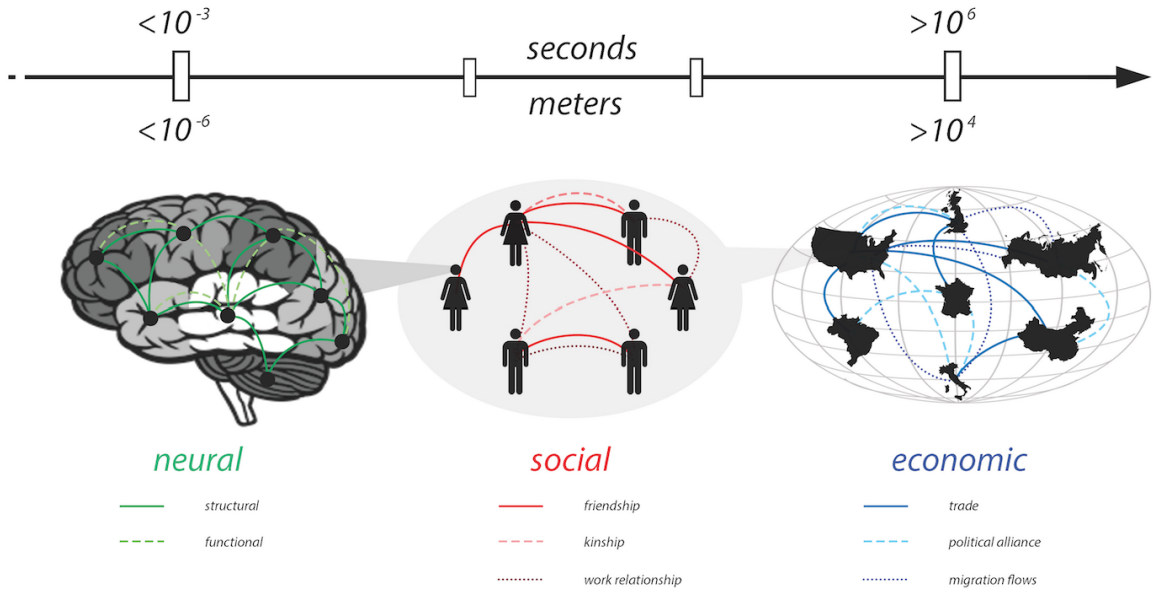 <10⁻³
>10⁶
seconds
meters
<10⁻⁶
>10⁴
neural
structural
functional
social
friendship
kinship
work relationship
economic
trade
political alliance
migration flows